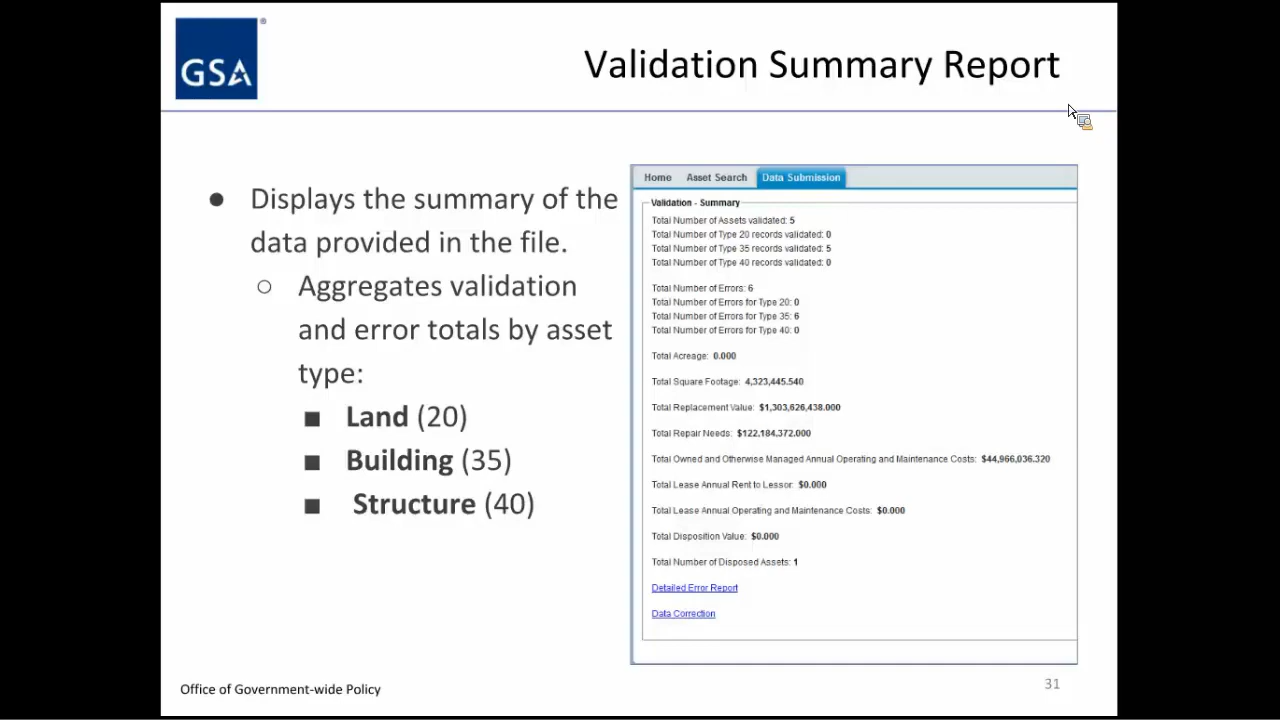 GSA
®
Validation Summary Report
● Displays the summary of the
data provided in the file.
○ Aggregates validation
and error totals by asset
type:
■ Land (20)
■ Building (35)
■ Structure (40)
Home Asset Search Data Submission
Validation - Summary
Total Number of Assets validated: 5
Total Number of Type 20 records validated: 0
Total Number of Type 35 records validated: 5
Total Number of Type 40 records validated: 0
Total Number of Errors: 6
Total Number of Errors for Type 20: 0
Total Number of Errors for Type 35: 6
Total Number of Errors for Type 40: 0
Total Acreage: 0.000
Total Square Footage: 4,323,445.540
Total Replacement Value: $1,303,626,438.000
Total Repair Needs: $122,184,372.000
Total Owned and Otherwise Managed Annual Operating and Maintenance Costs: $44,966,036.320
Total Lease Annual Rent to Lessor: $0.000
Total Lease Annual Operating and Maintenance Costs: $0.000
Total Disposition Value: $0.000
Total Number of Disposed Assets: 1
Detailed Error Report
Data Correction
Office of Government-wide Policy
31